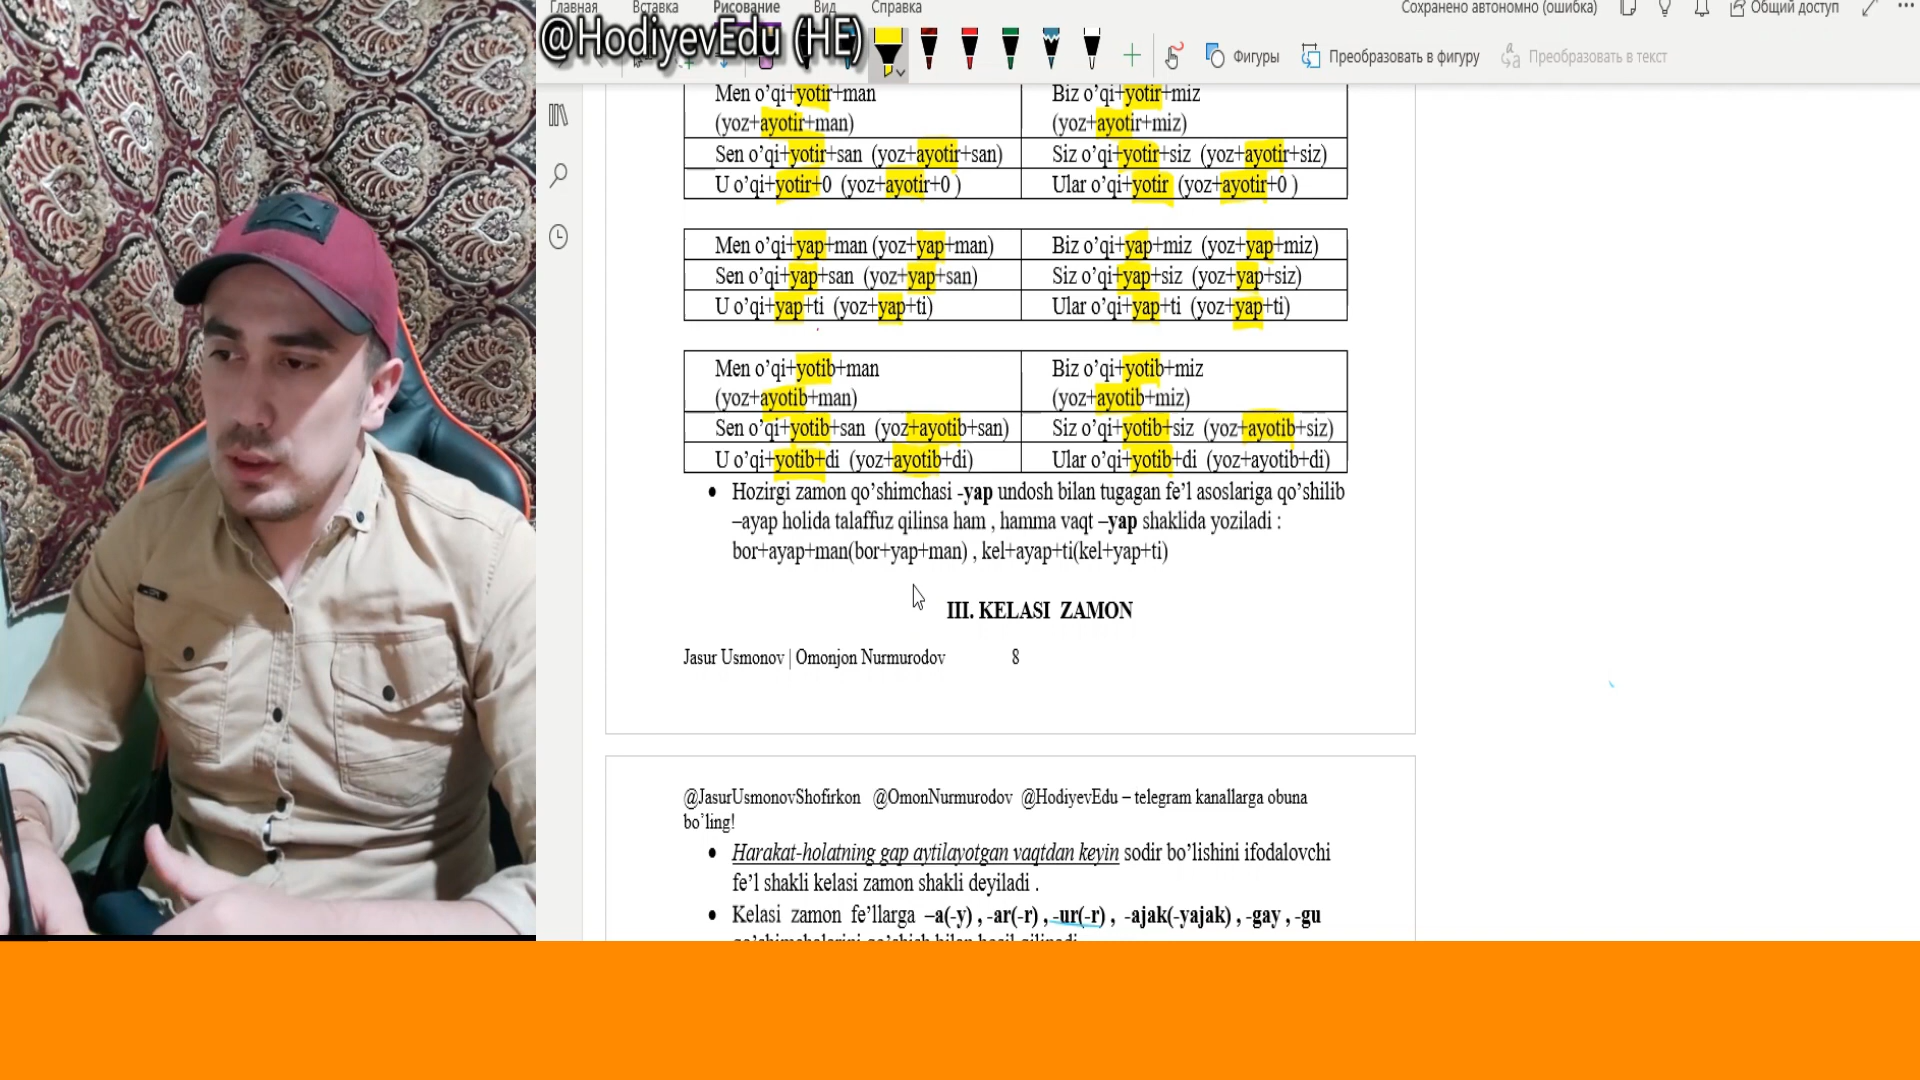 Главная Вставка Рисование Вид Справка Сохранено автономно (ошибка) Общий доступ
@HodiyevEdu (HE)
Фигуры Преобразовать в фигуру Преобразовать в текст
Men o’qi+yotir+man Biz o’qi+yotir+miz
(yoz+ayotir+man) (yoz+ayotir+miz)
Sen o’qi+yotir+san (yoz+ayotir+san) Siz o’qi+yotir+siz (yoz+ayotir+siz)
U o’qi+yotir+0 (yoz+ayotir+0 ) Ular o’qi+yotir (yoz+ayotir+0 )
Men o’qi+yap+man (yoz+yap+man) Biz o’qi+yap+miz (yoz+yap+miz)
Sen o’qi+yap+san (yoz+yap+san) Siz o’qi+yap+siz (yoz+yap+siz)
U o’qi+yap+ti (yoz+yap+ti) Ular o’qi+yap+ti (yoz+yap+ti)
Men o’qi+yotib+man Biz o’qi+yotib+miz
(yoz+ayotib+man) (yoz+ayotib+miz)
Sen o’qi+yotib+san (yoz+ayotib+san) Siz o’qi+yotib+siz (yoz+ayotib+siz)
U o’qi+yotib+di (yoz+ayotib+di) Ular o’qi+yotib+di (yoz+ayotib+di)
• Hozirgi zamon qo’shimchasi -yap undosh bilan tugagan fe’l asoslariga qo’shilib
–ayap holida talaffuz qilinsa ham , hamma vaqt –yap shaklida yoziladi :
bor+ayap+man(bor+yap+man) , kel+ayap+ti(kel+yap+ti)
III. KELASI ZAMON
Jasur Usmonov | Omonjon Nurmurodov 8
@JasurUsmonovShofirkon @OmonNurmurodov @HodiyevEdu – telegram kanallarga obuna
bo’ling!
• Harakat-holatning gap aytilayotgan vaqtdan keyin sodir bo’lishini ifodalovchi
fe’l shakli kelasi zamon shakli deyiladi .
• Kelasi zamon fe’llarga –a(-y) , -ar(-r) , -ur(-r) , -ajak(-yajak) , -gay , -gu